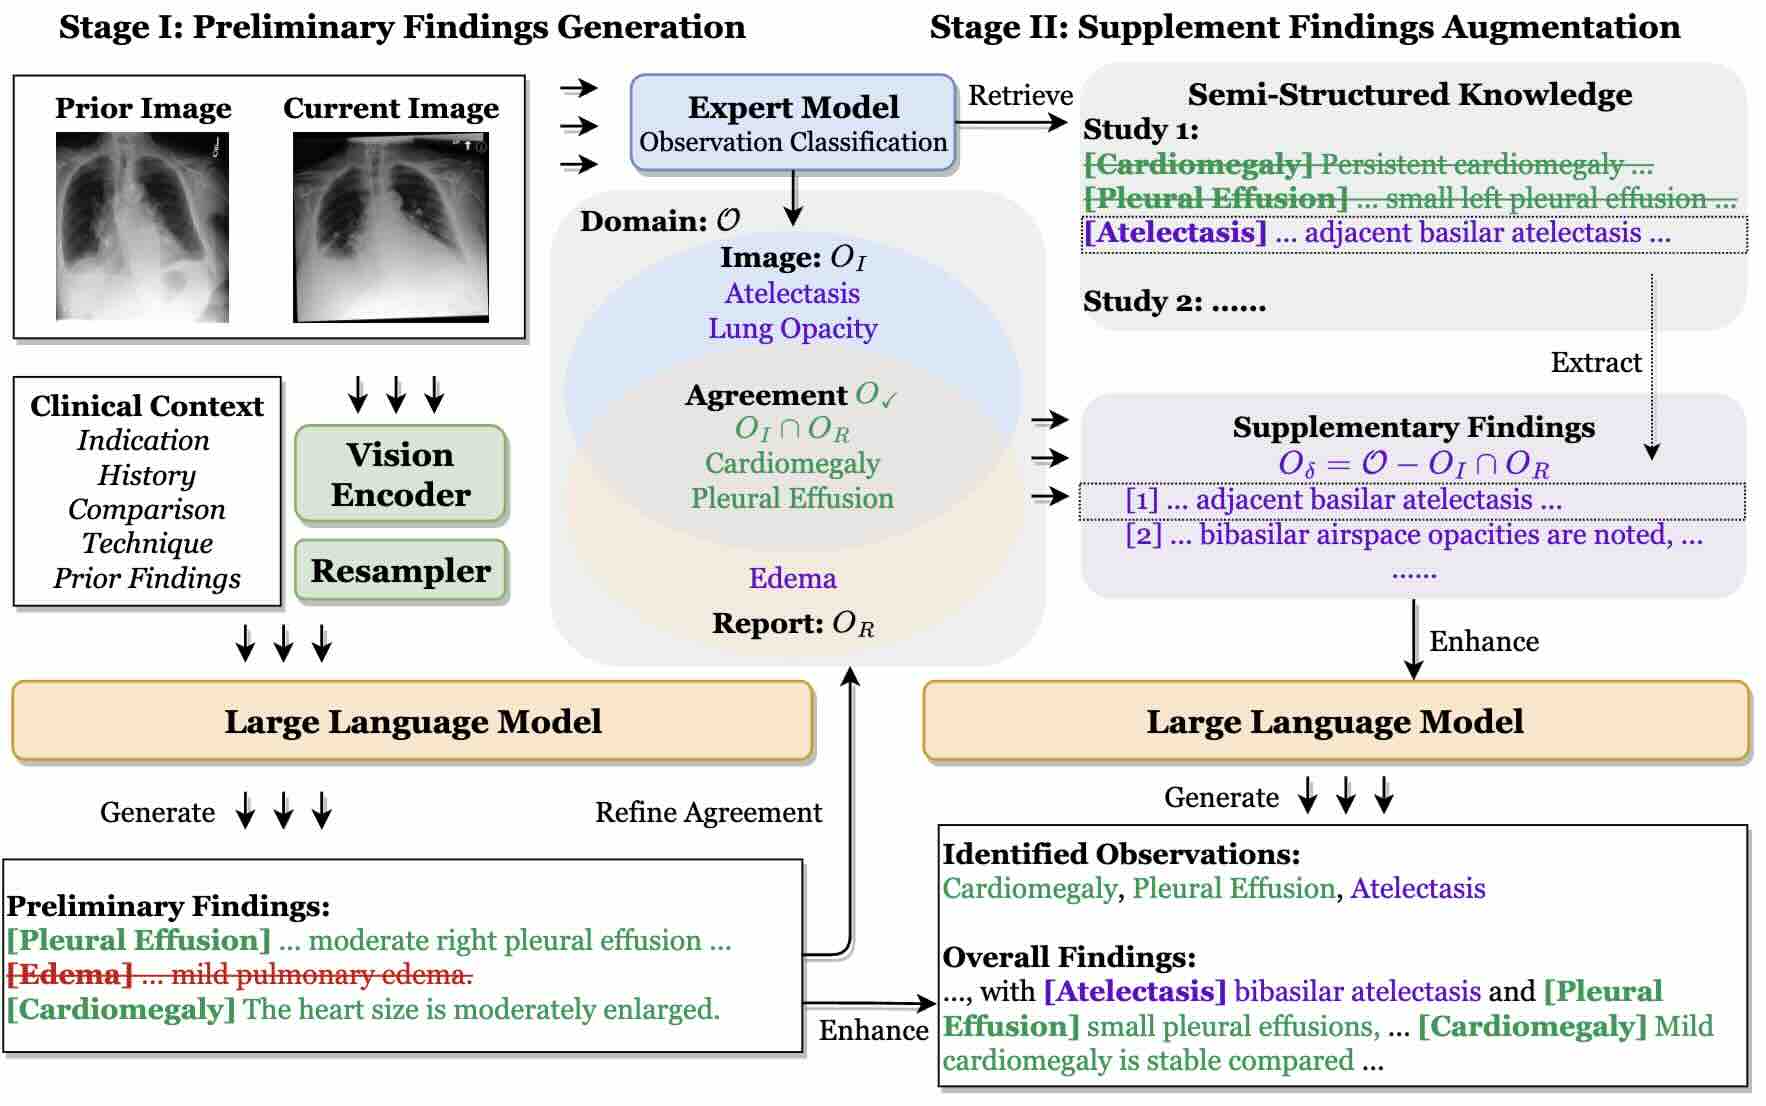 Stage I: Preliminary Findings Generation
Stage II: Supplement Findings Augmentation
Prior Image
Current Image
Expert Model
Observation Classification
Retrieve
Semi-Structured Knowledge
Study 1:
[Cardiomegaly] Persistent cardiomegaly ...
[Pleural Effusion] ... small left pleural effusion ...
[Atelectasis] ... adjacent basilar atelectasis ...
Study 2: ......
Extract
Domain: 𝒪
Image: O_I
Atelectasis
Lung Opacity
Agreement O_✓
O_I ∩ O_R
Cardiomegaly
Pleural Effusion
Edema
Report: O_R
Clinical Context
Indication
History
Comparison
Technique
Prior Findings
Vision
Encoder
Resampler
Supplementary Findings
O_δ = 𝒪 − O_I ∩ O_R
[1] ... adjacent basilar atelectasis ...
[2] ... bibasilar airspace opacities are noted, ...
......
Enhance
Large Language Model
Large Language Model
Generate
Refine Agreement
Generate
Preliminary Findings:
[Pleural Effusion] ... moderate right pleural effusion ...
[Edema] ... mild pulmonary edema.
[Cardiomegaly] The heart size is moderately enlarged.
Enhance
Identified Observations:
Cardiomegaly, Pleural Effusion, Atelectasis
Overall Findings:
..., with [Atelectasis] bibasilar atelectasis and [Pleural
Effusion] small pleural effusions, ... [Cardiomegaly] Mild
cardiomegaly is stable compared ...